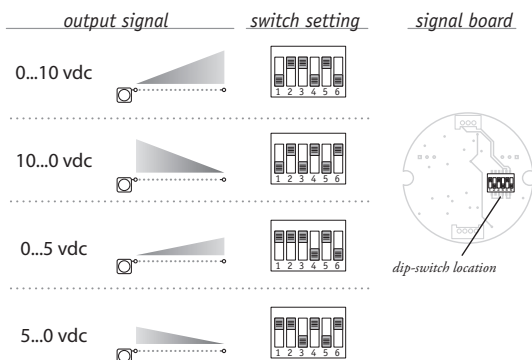 output signal switch setting signal board
0...10 vdc
1 2 3 4 5 6
10...0 vdc
1 2 3 4 5 6
0...5 vdc
1 2 3 4 5 6
dip-switch location
5...0 vdc
1 2 3 4 5 6